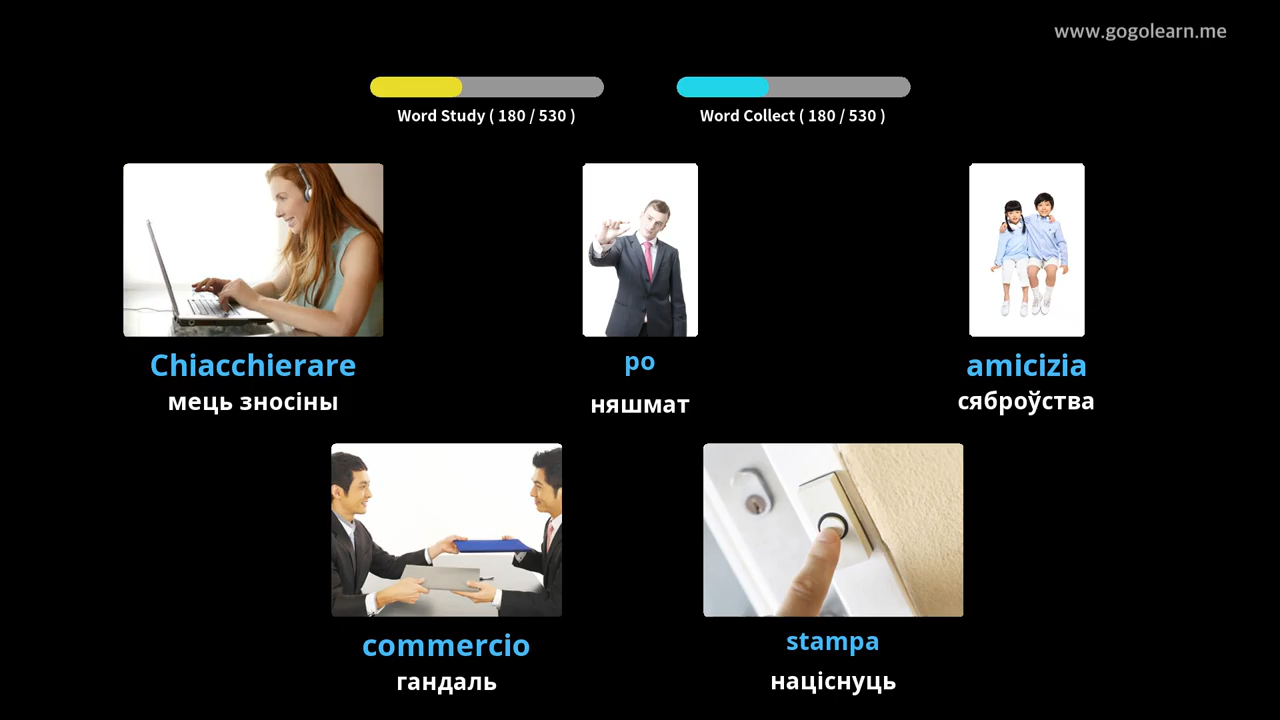 www.gogolearn.me
Word Study ( 180 / 530 )
Word Collect ( 180 / 530 )
Chiacchierare
мець зносіны
po
няшмат
amicizia
сяброўства
commercio
гандаль
stampa
націснуць